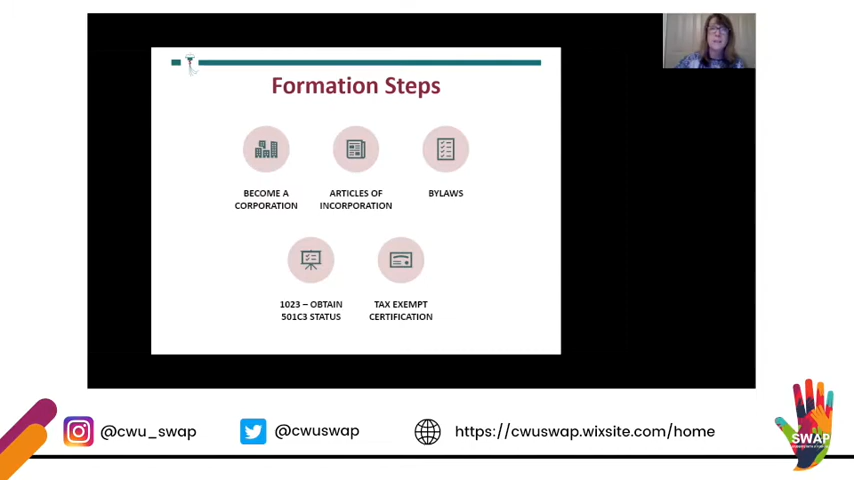 Formation Steps
BECOME A
CORPORATION
ARTICLES OF
INCORPORATION
BYLAWS
1023 – OBTAIN
501C3 STATUS
TAX EXEMPT
CERTIFICATION
@cwu_swap
@cwuswap
https://cwuswap.wixsite.com/home
SWAP